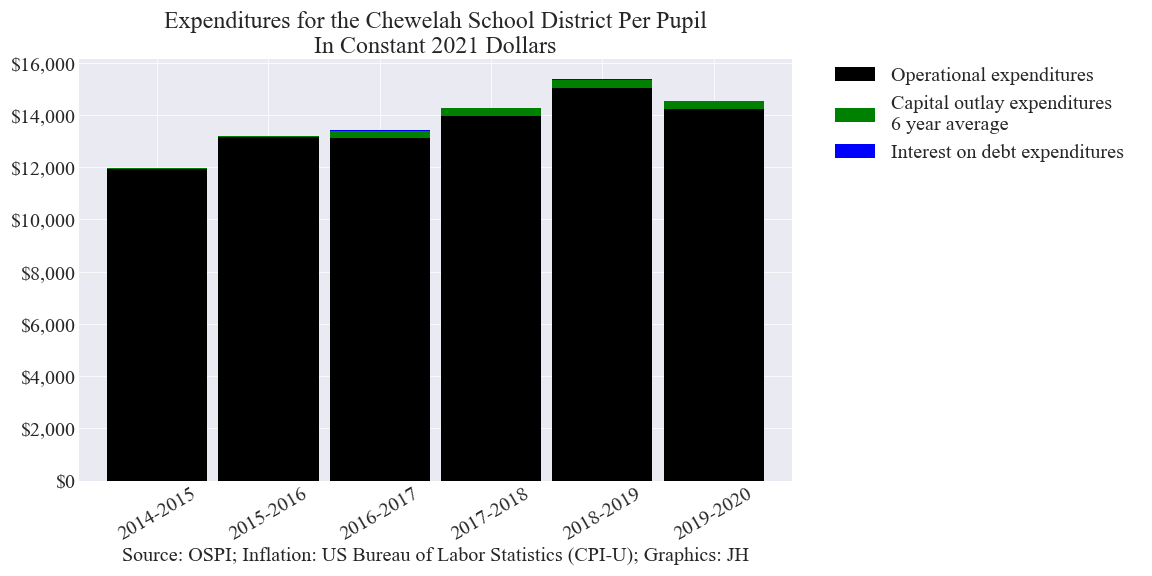 Expenditures for the Chewelah School District Per Pupil
In Constant 2021 Dollars
$16,000
$14,000
$12,000
$10,000
$8,000
$6,000
$4,000
$2,000
$0
Operational expenditures
Capital outlay expenditures
6 year average
Interest on debt expenditures
2014-2015
2015-2016
2016-2017
2017-2018
2018-2019
2019-2020
Source: OSPI; Inflation: US Bureau of Labor Statistics (CPI-U); Graphics: JH